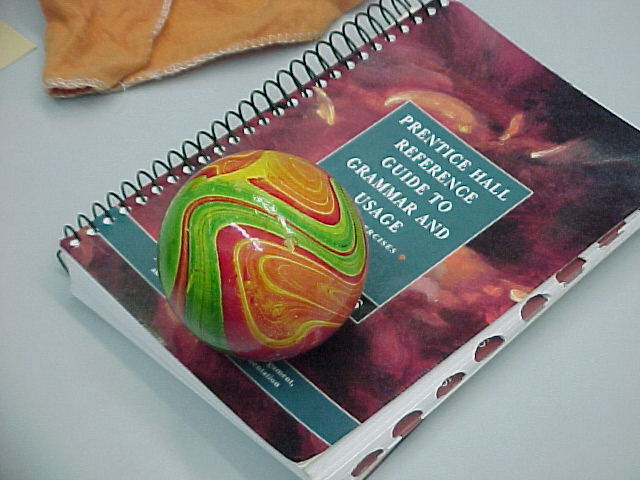 PRENTICE HALL
REFERENCE
GUIDE TO
GRAMMAR AND
USAGE